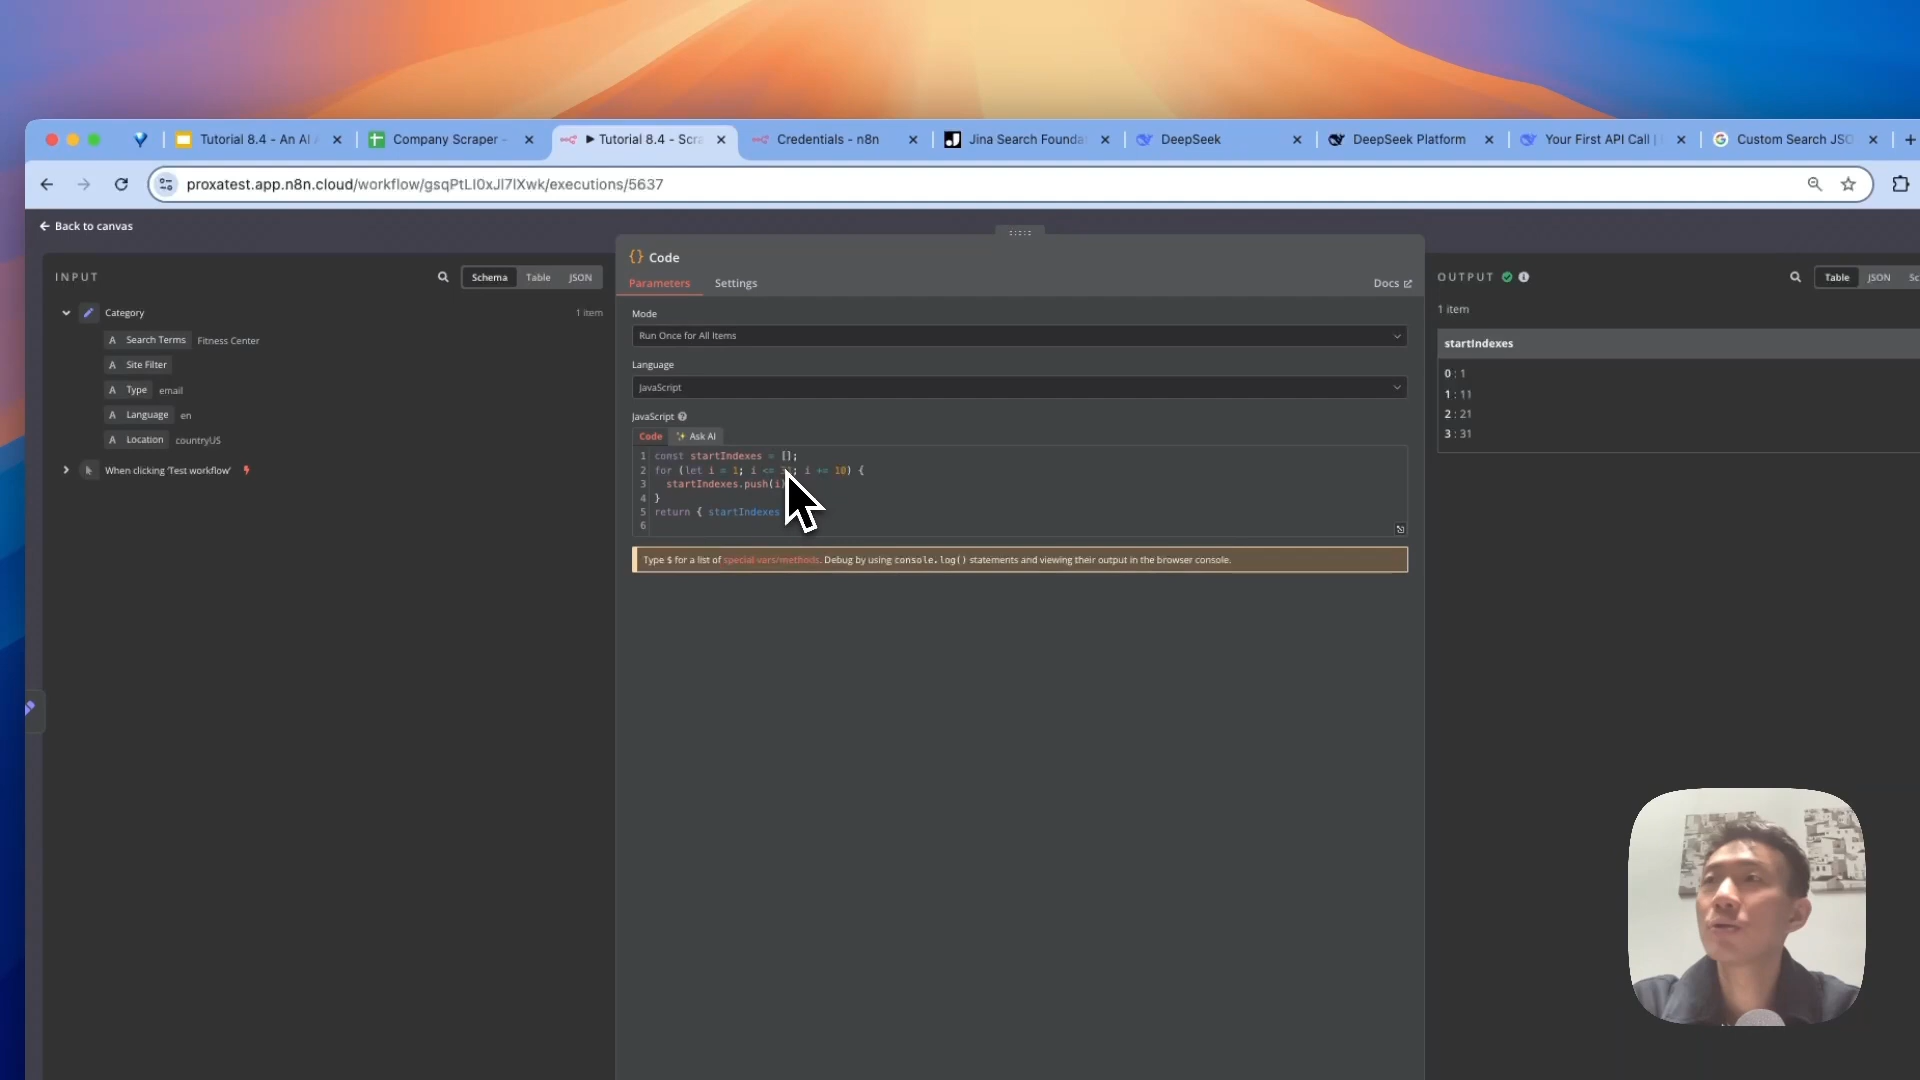 Tutorial 8.4 - An AI
Company Scraper -
Tutorial 8.4 - Scra
Credentials - n8n
Jina Search Founda
DeepSeek
DeepSeek Platform
Your First API Call |
Custom Search JSO
proxatest.app.n8n.cloud/workflow/gsqPtLI0xJl7lXwk/executions/5637
Back to canvas
INPUT
Schema
Table
JSON
Category
1 item
A Search Terms Fitness Center
A Site Filter
A Type email
A Language en
A Location countryUS
When clicking 'Test workflow'
{} Code
Parameters
Settings
Docs
Mode
Run Once for All Items
Language
JavaScript
JavaScript
Code
Ask AI
1 const startIndexes = [];
2 for (let i = 1; i <= ; i += 10) {
3 startIndexes.push(i)
4 }
5 return { startIndexes
6
Type $ for a list of special vars/methods. Debug by using console.log() statements and viewing their output in the browser console.
OUTPUT
Table
JSON
Sc
1 item
startIndexes
0 : 1
1 : 11
2 : 21
3 : 31